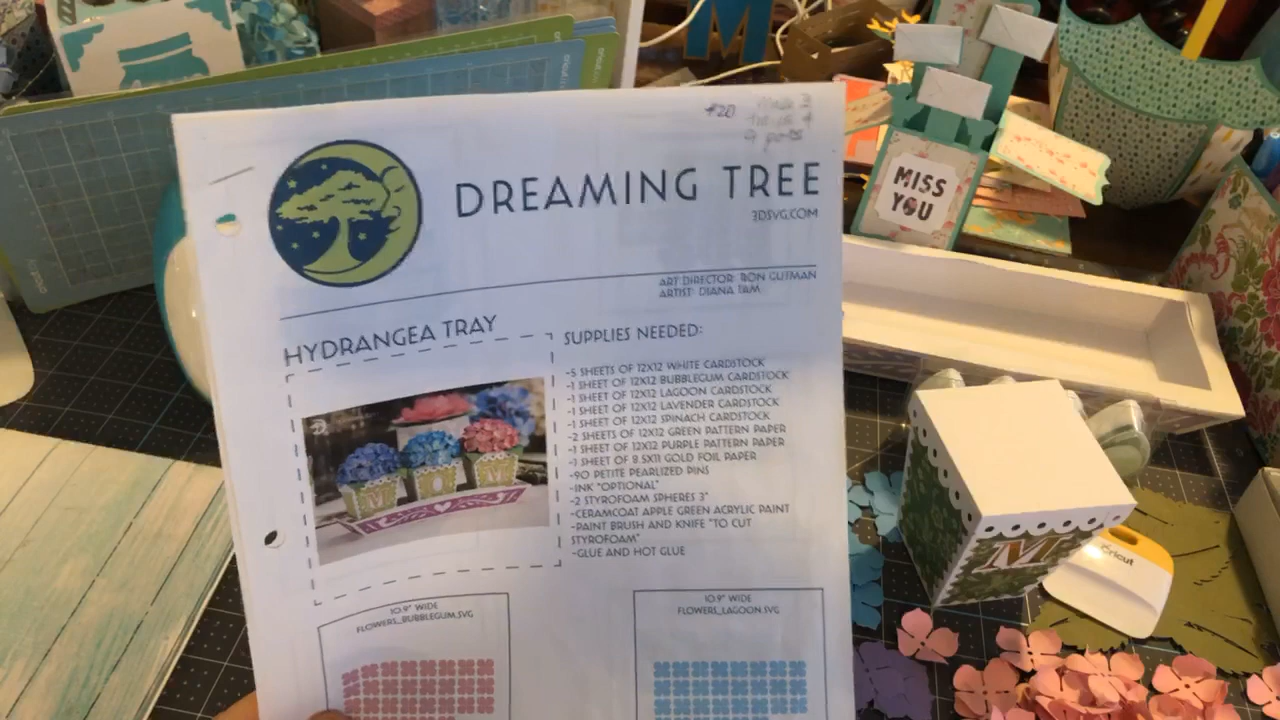 #20 Made 3
DREAMING TREE
3DSVG.COM
ART DIRECTOR: RON GUTMAN
ARTIST: DIANA TAM
HYDRANGEA TRAY
SUPPLIES NEEDED:
-5 SHEETS OF 12X12 WHITE CARDSTOCK
-1 SHEET OF 12X12 BUBBLEGUM CARDSTOCK
-1 SHEET OF 12X12 LAGOON CARDSTOCK
-1 SHEET OF 12X12 LAVENDER CARDSTOCK
-1 SHEET OF 12X12 SPINACH CARDSTOCK
-2 SHEETS OF 12X12 GREEN PATTERN PAPER
-1 SHEET OF 12X12 PURPLE PATTERN PAPER
-1 SHEET OF 8.5X11 GOLD FOIL PAPER
-90 PETITE PEARLIZED PINS
-INK *OPTIONAL*
-2 STYROFOAM SPHERES 3"
-CERAMCOAT APPLE GREEN ACRYLIC PAINT
-PAINT BRUSH AND KNIFE "TO CUT
STYROFOAM"
-GLUE AND HOT GLUE
M O M
10.9" WIDE
FLOWERS_BUBBLEGUM.SVG
10.9" WIDE
FLOWERS_LAGOON.SVG
M
MISS
YOU
M
cricut